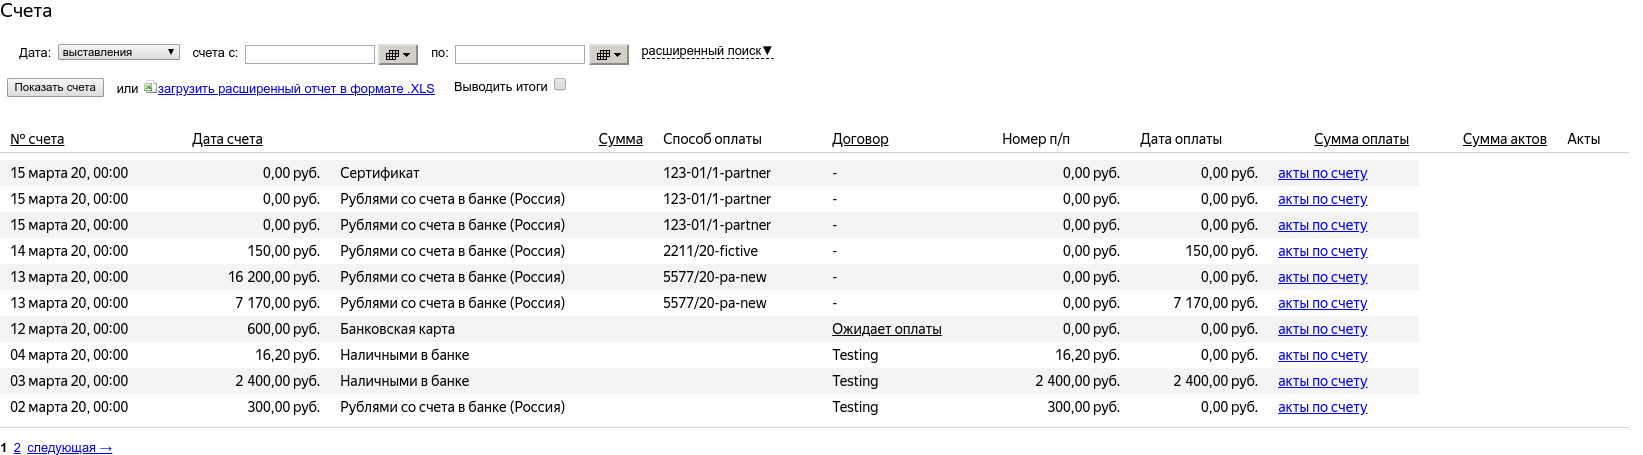 Счета
Дата: выставления ▼ счета с: по: расширенный поиск▼
Показать счета или загрузить расширенный отчет в формате .XLS Выводить итоги
№ счета Дата счета Сумма Способ оплаты Договор Номер п/п Дата оплаты Сумма оплаты Сумма актов Акты
15 марта 20, 00:00 0,00 руб. Сертификат 123-01/1-partner - 0,00 руб. 0,00 руб. акты по счету
15 марта 20, 00:00 0,00 руб. Рублями со счета в банке (Россия) 123-01/1-partner - 0,00 руб. 0,00 руб. акты по счету
15 марта 20, 00:00 0,00 руб. Рублями со счета в банке (Россия) 123-01/1-partner - 0,00 руб. 0,00 руб. акты по счету
14 марта 20, 00:00 150,00 руб. Рублями со счета в банке (Россия) 2211/20-fictive - 0,00 руб. 150,00 руб. акты по счету
13 марта 20, 00:00 16 200,00 руб. Рублями со счета в банке (Россия) 5577/20-pa-new - 0,00 руб. 0,00 руб. акты по счету
13 марта 20, 00:00 7 170,00 руб. Рублями со счета в банке (Россия) 5577/20-pa-new - 0,00 руб. 7 170,00 руб. акты по счету
12 марта 20, 00:00 600,00 руб. Банковская карта Ожидает оплаты 0,00 руб. 0,00 руб. акты по счету
04 марта 20, 00:00 16,20 руб. Наличными в банке Testing 16,20 руб. 0,00 руб. акты по счету
03 марта 20, 00:00 2 400,00 руб. Наличными в банке Testing 2 400,00 руб. 2 400,00 руб. акты по счету
02 марта 20, 00:00 300,00 руб. Рублями со счета в банке (Россия) Testing 300,00 руб. 0,00 руб. акты по счету
1 2 следующая →